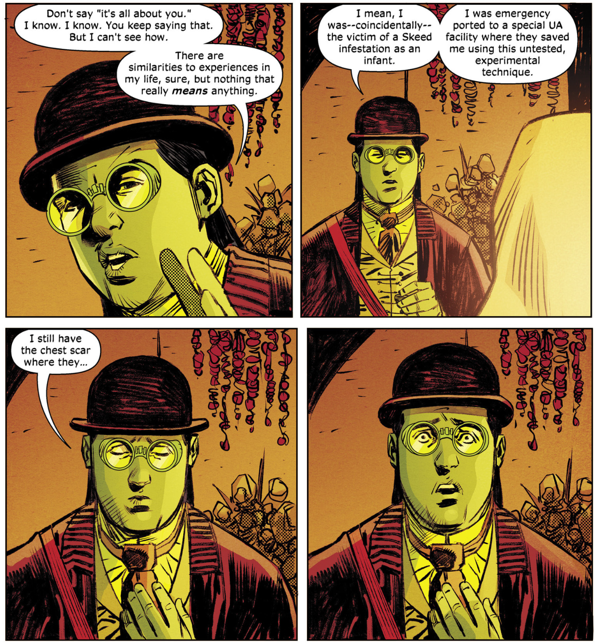 Don't say "it's all about you."
I know. I know. You keep saying that.
But I can't see how.
There are
similarities to experiences in
my life, sure, but nothing that
really means anything.
I mean, I
was--coincidentally--
the victim of a Skeed
infestation as an
infant.
I was emergency
ported to a special UA
facility where they saved
me using this untested,
experimental
technique.
I still have
the chest scar
where they...